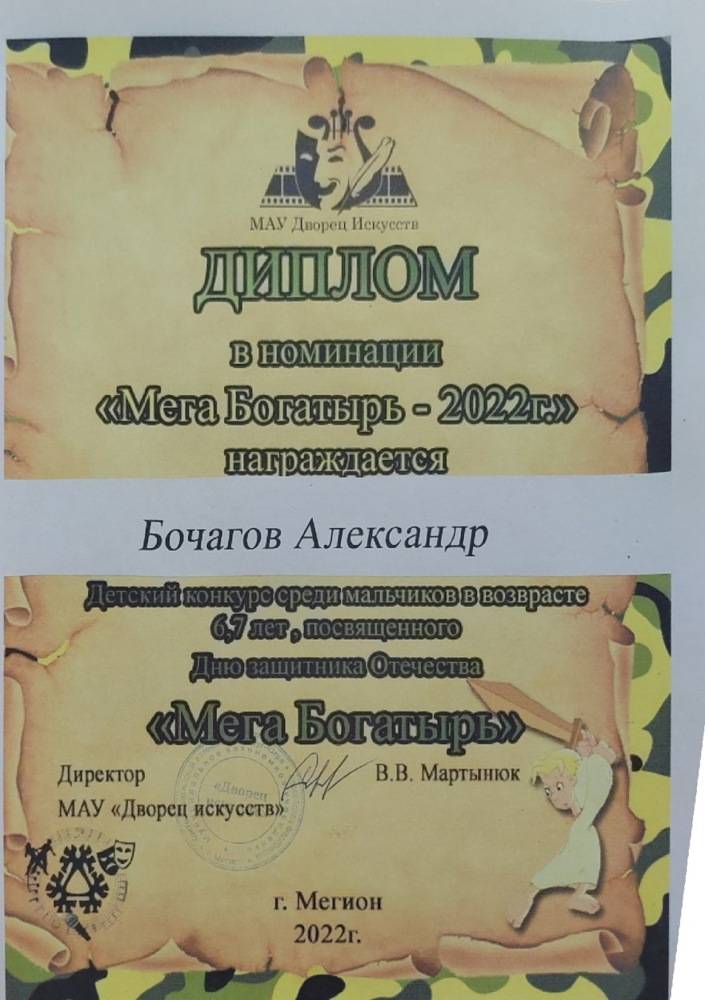 МАУ Дворец Искусств
ДИПЛОМ
в номинации
«Мега Богатырь - 2022г.»
награждается
Бочагов Александр
Детский конкурс среди мальчиков в возврасте
6,7 лет , посвященного
Дню защитника Отечества
«Мега Богатырь»
Директор
В.В. Мартынюк
МАУ «Дворец искусств»
«Дворец
г. Мегион
2022г.